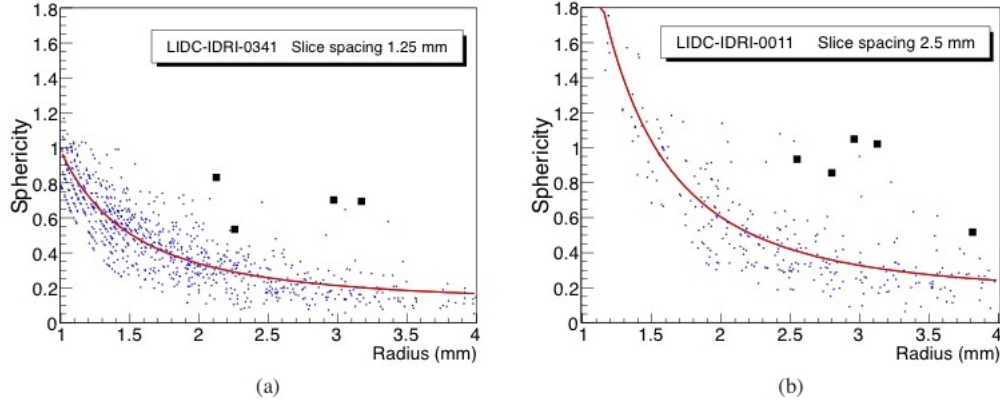 Sphericity
1.8
1.6
1.4
1.2
1
0.8
0.6
0.4
0.2
0
LIDC-IDRI-0341 Slice spacing 1.25 mm
1 1.5 2 2.5 3 3.5 4
Radius (mm)
(a)
Sphericity
1.8
1.6
1.4
1.2
1
0.8
0.6
0.4
0.2
0
LIDC-IDRI-0011 Slice spacing 2.5 mm
1 1.5 2 2.5 3 3.5 4
Radius (mm)
(b)